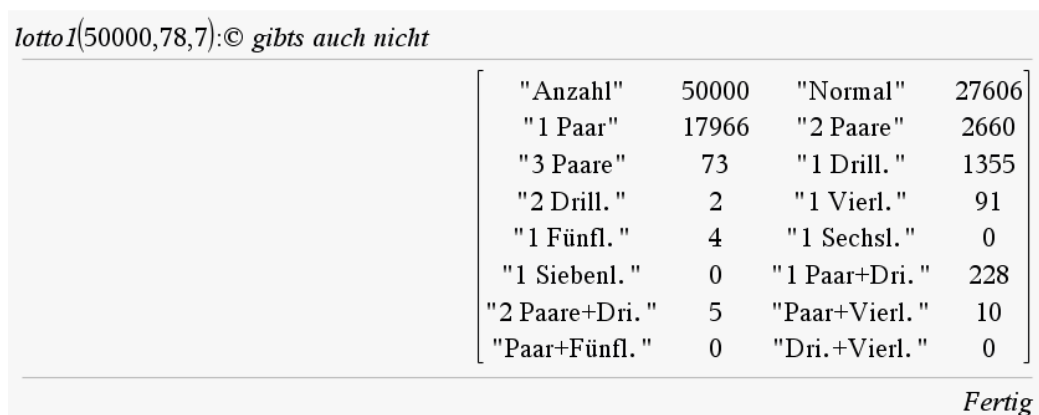 lotto1(50000,78,7):© gibts auch nicht
"Anzahl" 50000 "Normal" 27606
"1 Paar" 17966 "2 Paare" 2660
"3 Paare" 73 "1 Drill." 1355
"2 Drill." 2 "1 Vierl." 91
"1 Fünfl." 4 "1 Sechsl." 0
"1 Siebenl." 0 "1 Paar+Dri." 228
"2 Paare+Dri." 5 "Paar+Vierl." 10
"Paar+Fünfl." 0 "Dri.+Vierl." 0
Fertig